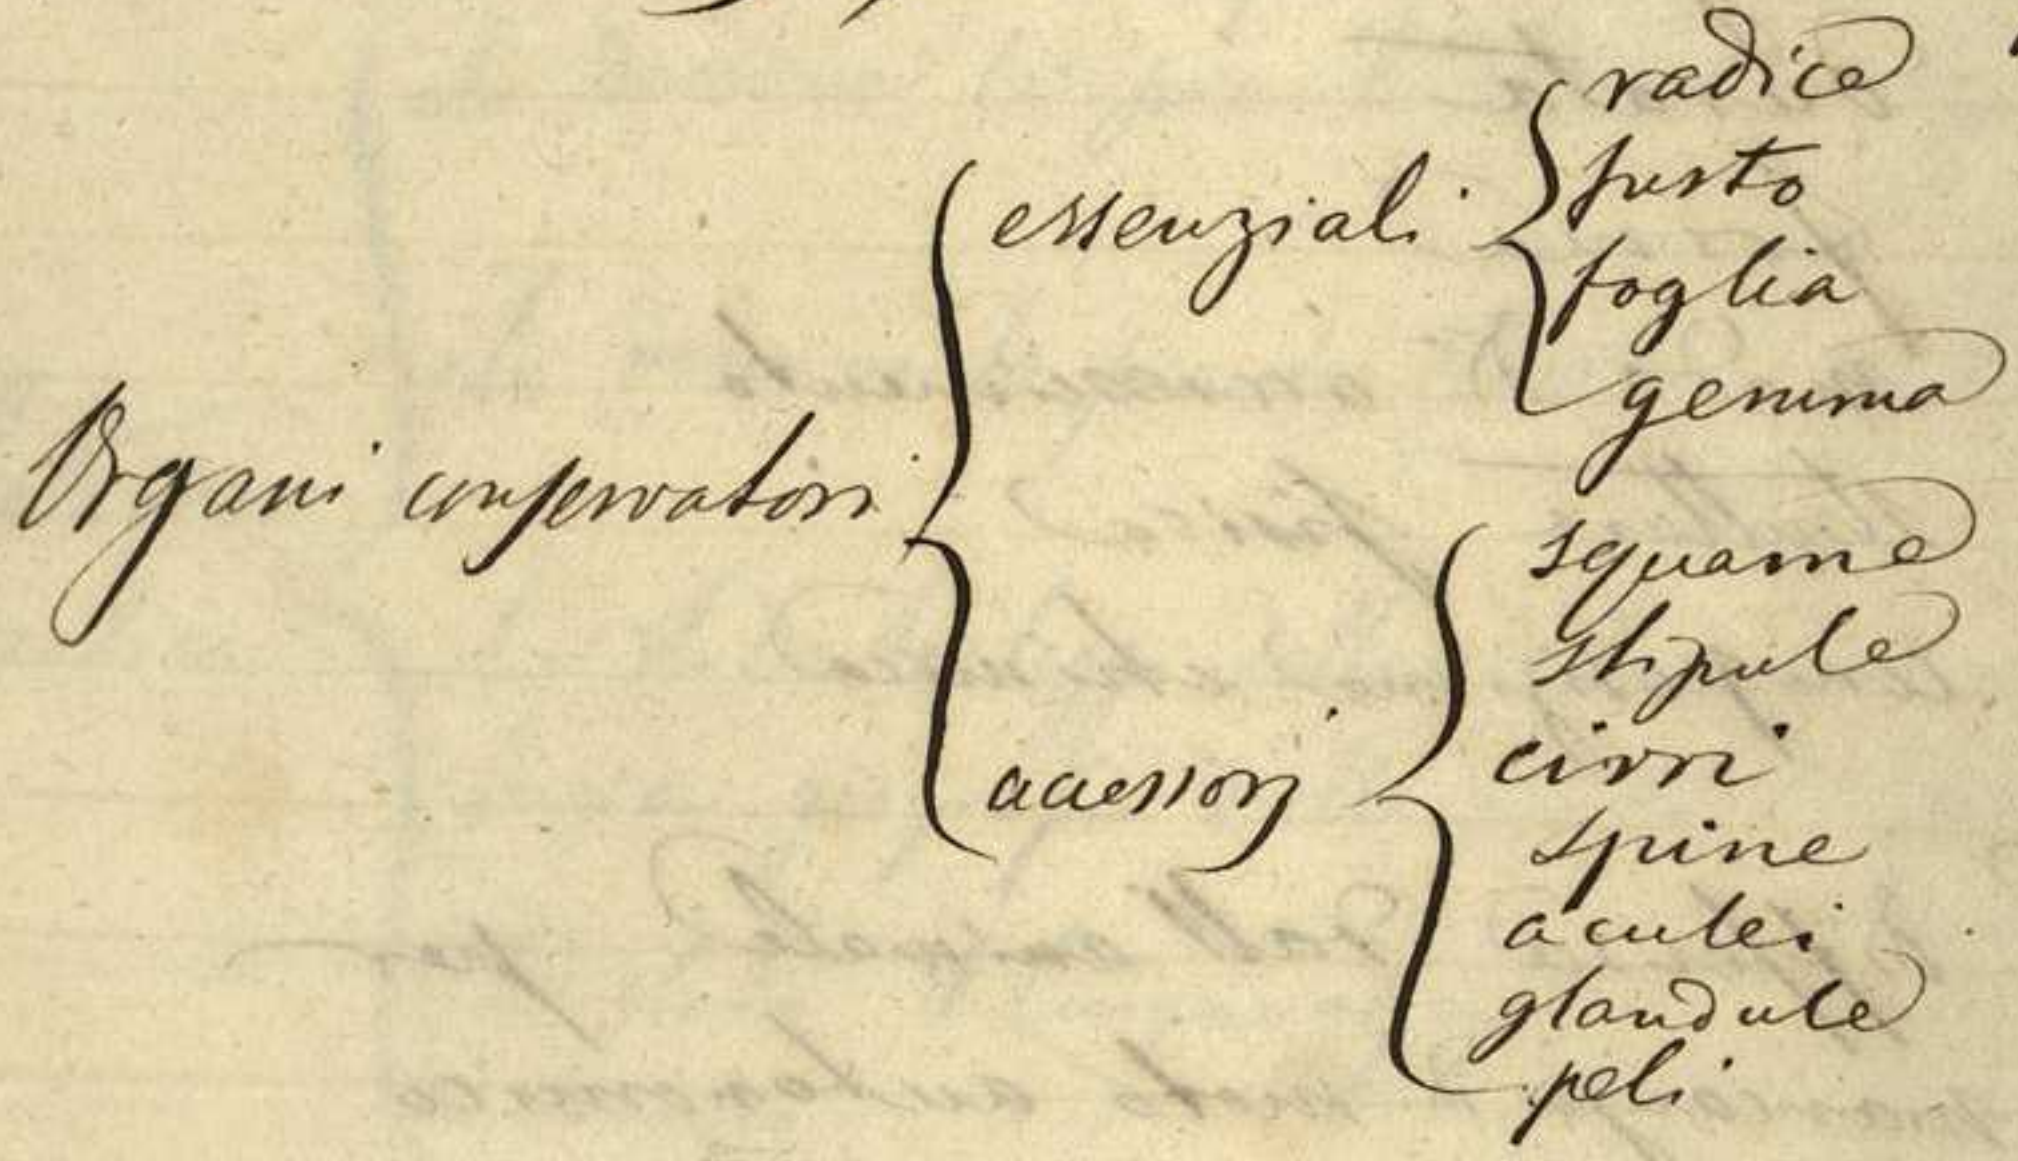 radice
fusto
essenziali
foglia
gemma
Organi conservatori
squame
stipule
cirri
accessorj
spine
aculei
glandule
peli